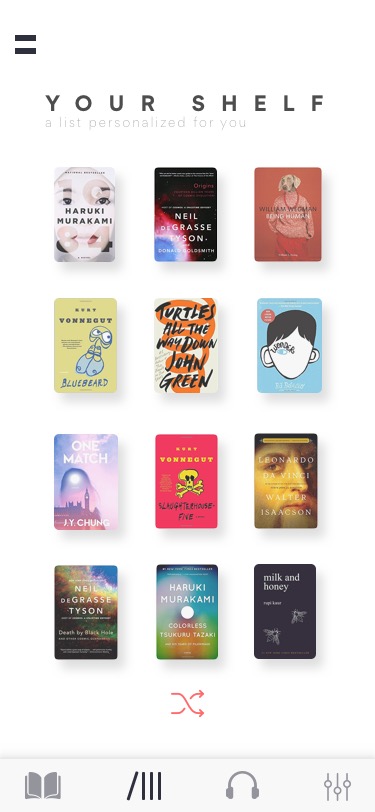 YOUR SHELF
a list personalized for you
HARUKI
MURAKAMI
Origins
NEIL
DEGRASSE
TYSON
DONALD GOLDSMITH
WILLIAM WEGMAN
BEING HUMAN
KURT
VONNEGUT
BLUEBEARD
TURTLES
ALL THE
WAY DOWN
JOHN
GREEN
wonder
ONE
MATCH
J.Y. CHUNG
KURT
VONNEGUT
SLAUGHTERHOUSE-
FIVE
LEONARDO
DA VINCI
WALTER
ISAACSON
NEIL
DEGRASSE
TYSON
Death by Black Hole
HARUKI
MURAKAMI
COLORLESS
TSUKURU TAZAKI
milk and
honey
rupi kaur